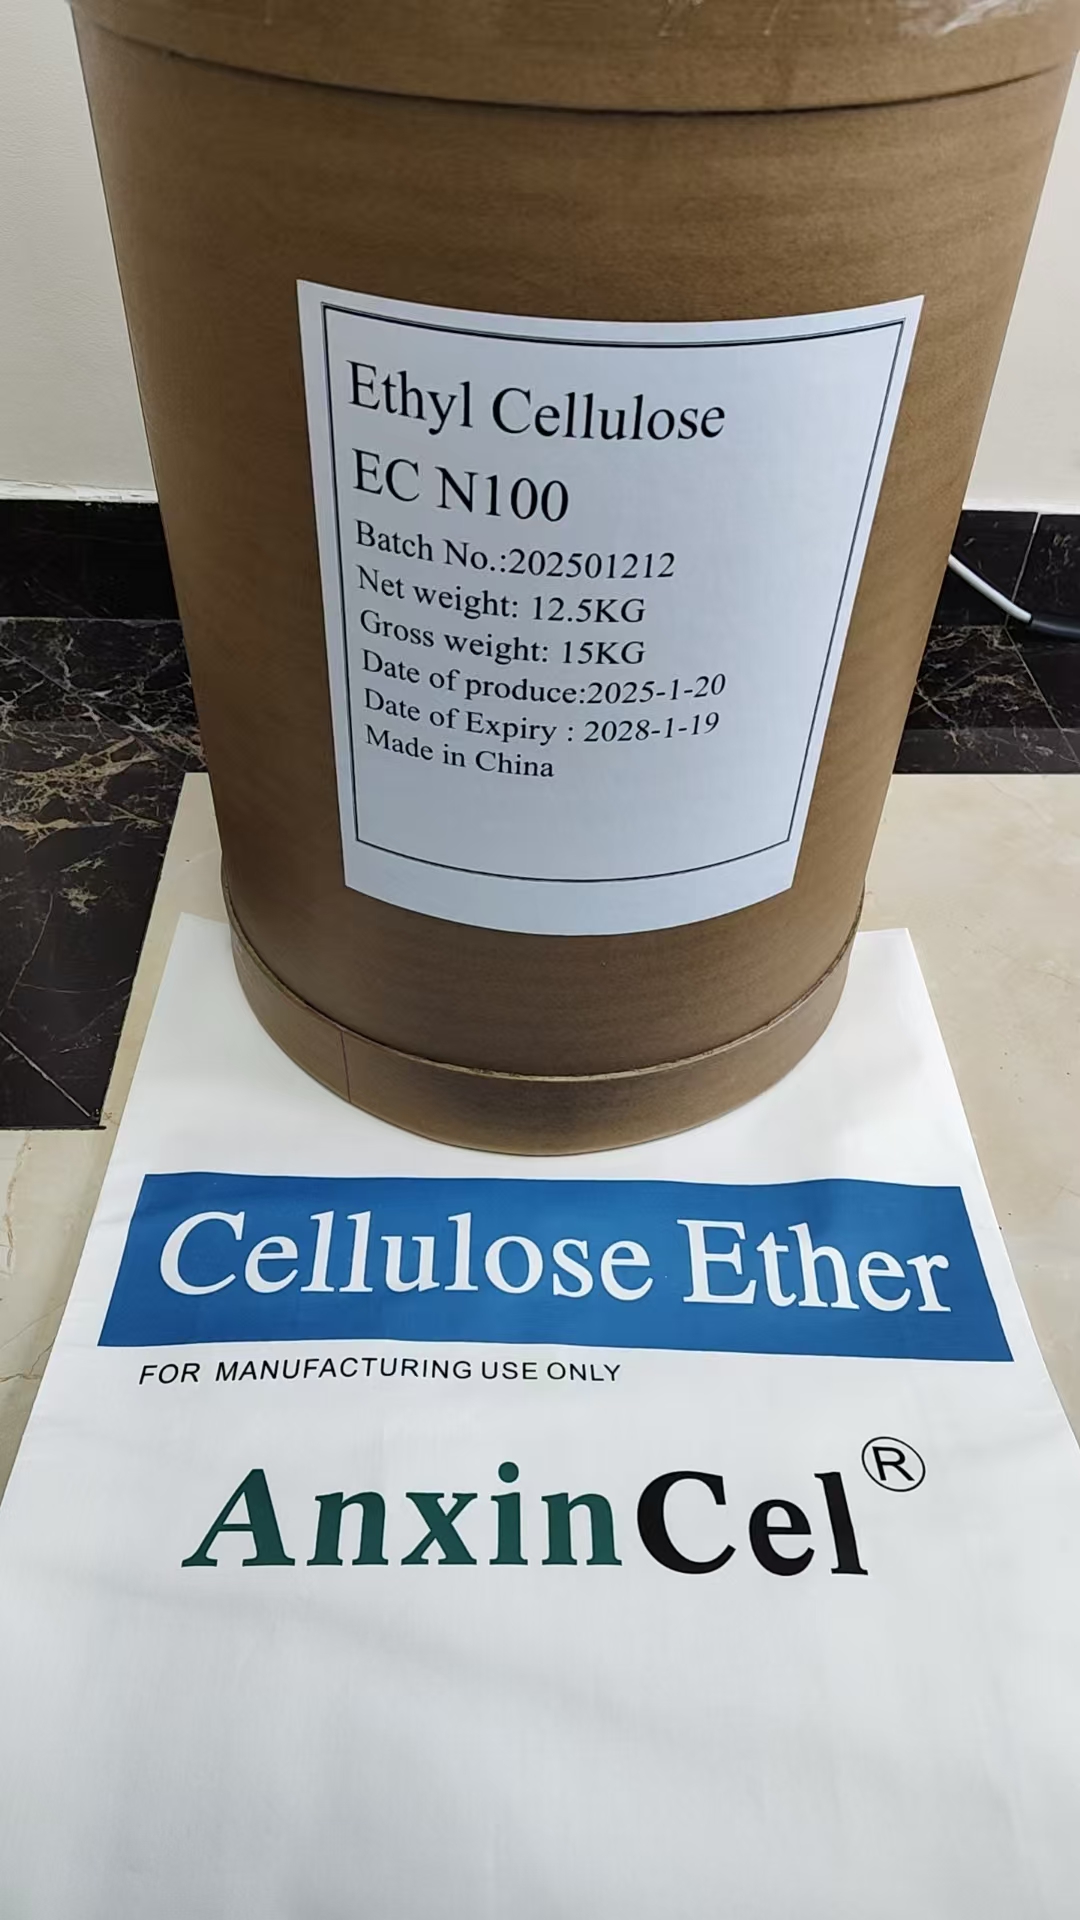 Ethyl Cellulose
EC N100
Batch No.:202501212
Net weight: 12.5KG
Gross weight: 15KG
Date of produce:2025-1-20
Date of Expiry : 2028-1-19
Made in China
Cellulose Ether
FOR MANUFACTURING USE ONLY
AnxinCel®